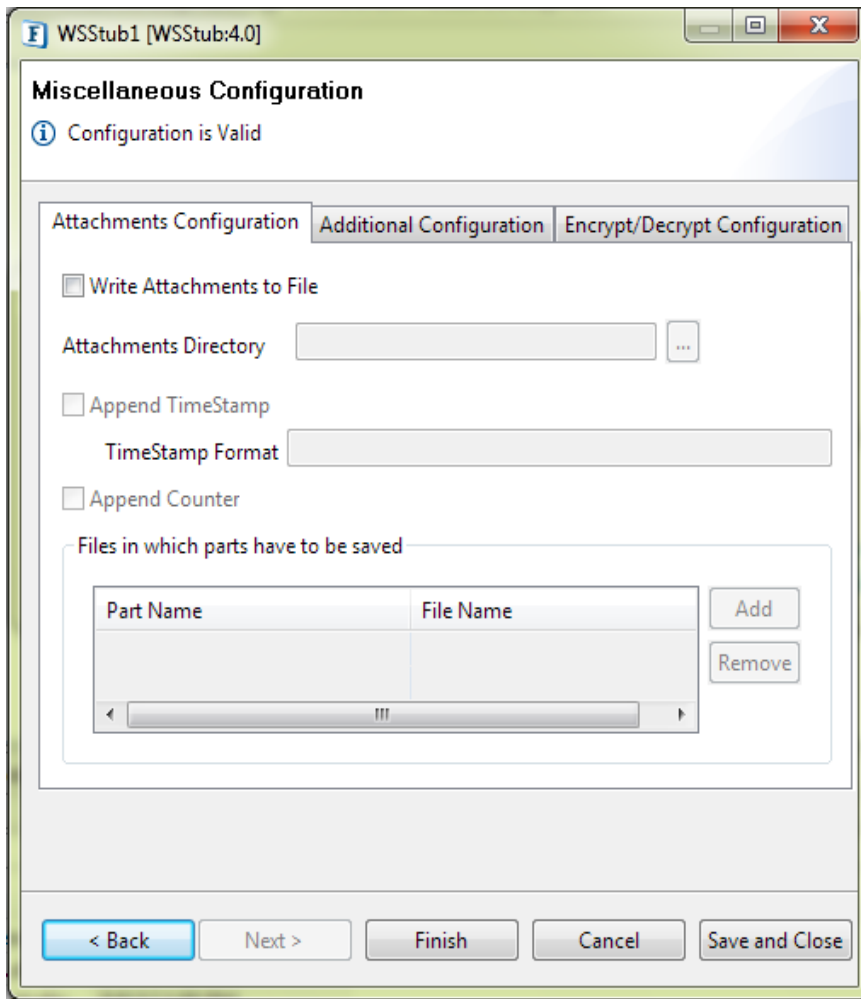 F WSStub1 [WSStub:4.0]
Miscellaneous Configuration
i Configuration is Valid
Attachments Configuration Additional Configuration Encrypt/Decrypt Configuration
Write Attachments to File
Attachments Directory ...
Append TimeStamp
TimeStamp Format
Append Counter
Files in which parts have to be saved
Part Name File Name Add
Remove
< Back Next > Finish Cancel Save and Close